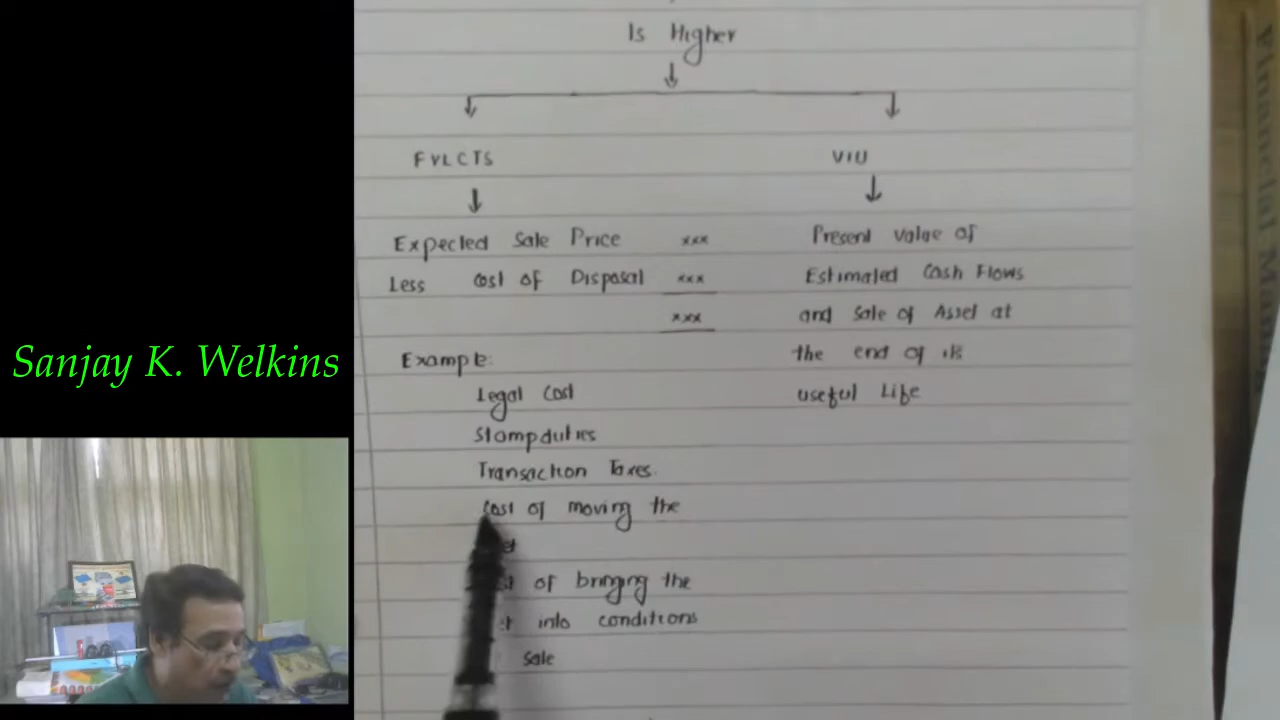 Is Higher
FVLCTS
VIU
Expected Sale Price xxx
Less Cost of Disposal xxx
xxx
Example:
Legal Cost
Stampduties
Transaction Taxes.
Cost of moving the
of bringing the
into conditions
Sale
Present Value of
Estimated Cash Flows
and Sale of Asset at
the end of its
useful Life
Sanjay K. Welkins